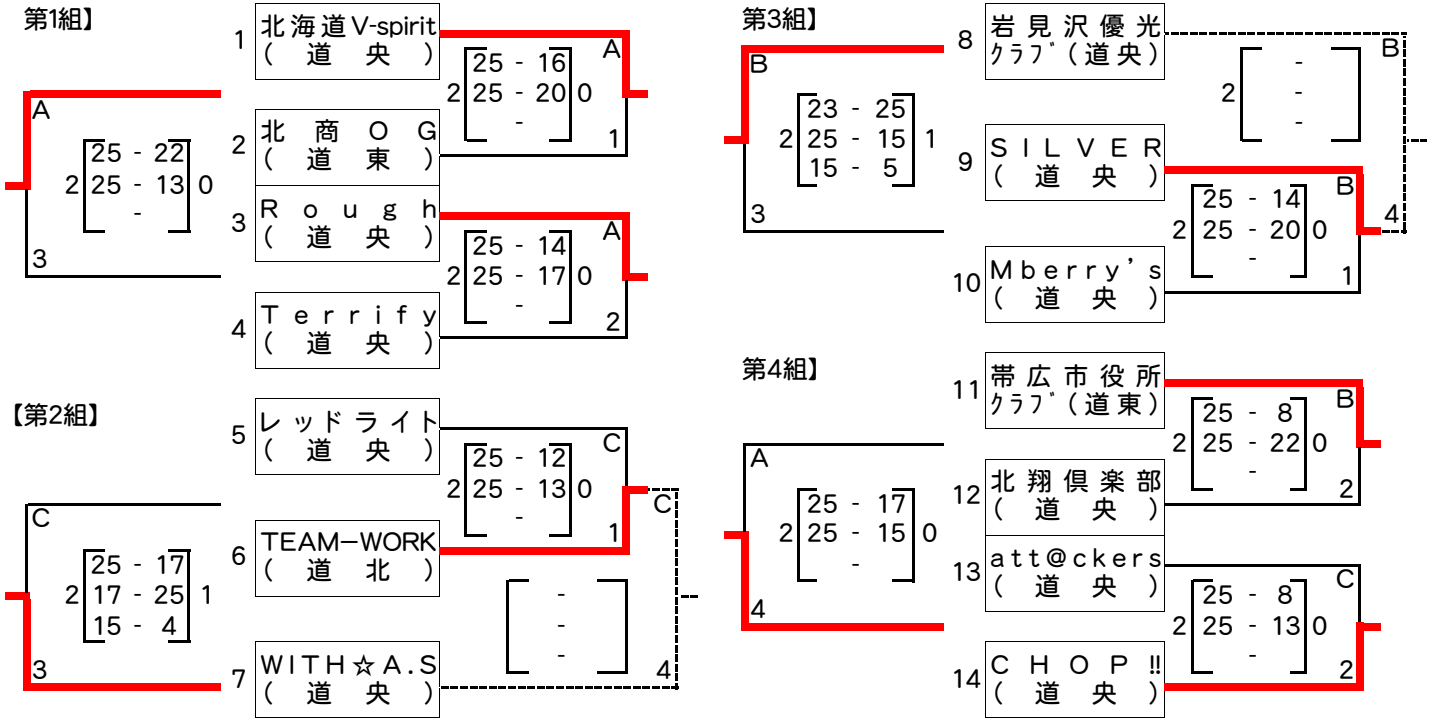 第1組】
1 北海道V-spirit
(道央)
A
25 - 16
2 25 - 20 0
-
1
A
2 北商OG
(道東)
25 - 22
2 25 - 13 0
-
3
3 Rough
(道央)
A
25 - 14
2 25 - 17 0
-
2
4 Terrify
(道央)
【第2組】
5 レッドライト
(道央)
C
25 - 12
2 25 - 13 0
-
1
C
6 TEAM−WORK
(道北)
C
25 - 17
2 17 - 25 1
15 - 4
3
-
-
-
4
7 WITH☆A.S
(道央)
第3組】
8 岩見沢優光
ｸﾗﾌﾞ(道央)
B
-
2 -
-
4
B
23 - 25
2 25 - 15 1
15 - 5
3
9 SILVER
(道央)
B
25 - 14
2 25 - 20 0
-
1
10 Mberry’s
(道央)
第4組】
11 帯広市役所
ｸﾗﾌﾞ(道東)
B
25 - 8
2 25 - 22 0
-
2
12 北翔倶楽部
(道央)
A
25 - 17
2 25 - 15 0
-
4
13 att@ckers
(道央)
C
25 - 8
2 25 - 13 0
-
2
14 CHOP!!
(道央)